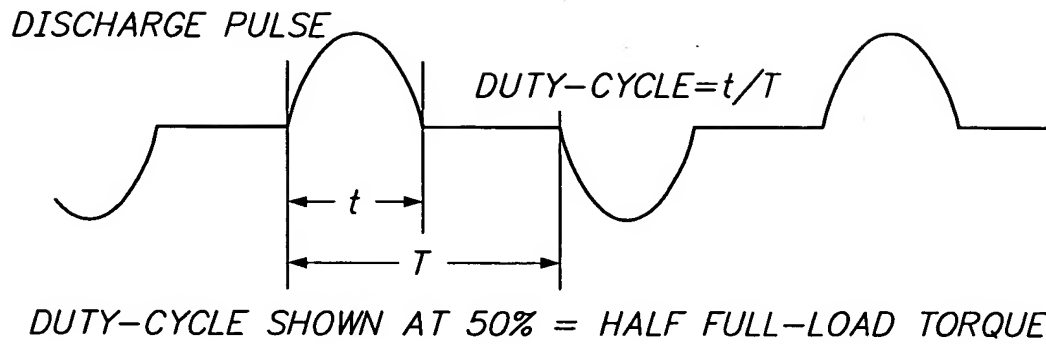 DISCHARGE PULSE
DUTY-CYCLE=t/T
t
T
DUTY-CYCLE SHOWN AT 50% = HALF FULL-LOAD TORQUE